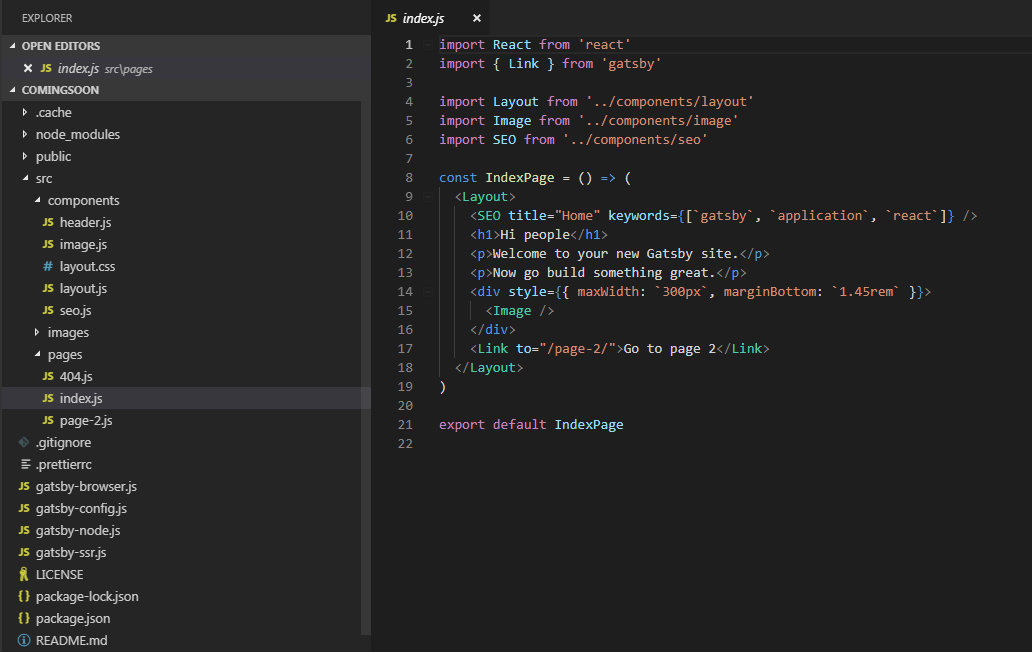 EXPLORER
OPEN EDITORS
JS index.js src\pages
COMINGSOON
.cache
node_modules
public
src
components
JS header.js
JS image.js
# layout.css
JS layout.js
JS seo.js
images
pages
JS 404.js
JS index.js
JS page-2.js
.gitignore
.prettierrc
JS gatsby-browser.js
JS gatsby-config.js
JS gatsby-node.js
JS gatsby-ssr.js
LICENSE
{} package-lock.json
{} package.json
README.md
JS index.js ×
1 import React from 'react'
2 import { Link } from 'gatsby'
3
4 import Layout from '../components/layout'
5 import Image from '../components/image'
6 import SEO from '../components/seo'
7
8 const IndexPage = () => (
9 <Layout>
10 <SEO title="Home" keywords={[`gatsby`, `application`, `react`]} />
11 <h1>Hi people</h1>
12 <p>Welcome to your new Gatsby site.</p>
13 <p>Now go build something great.</p>
14 <div style={{ maxWidth: `300px`, marginBottom: `1.45rem` }}>
15 <Image />
16 </div>
17 <Link to="/page-2/">Go to page 2</Link>
18 </Layout>
19 )
20
21 export default IndexPage
22